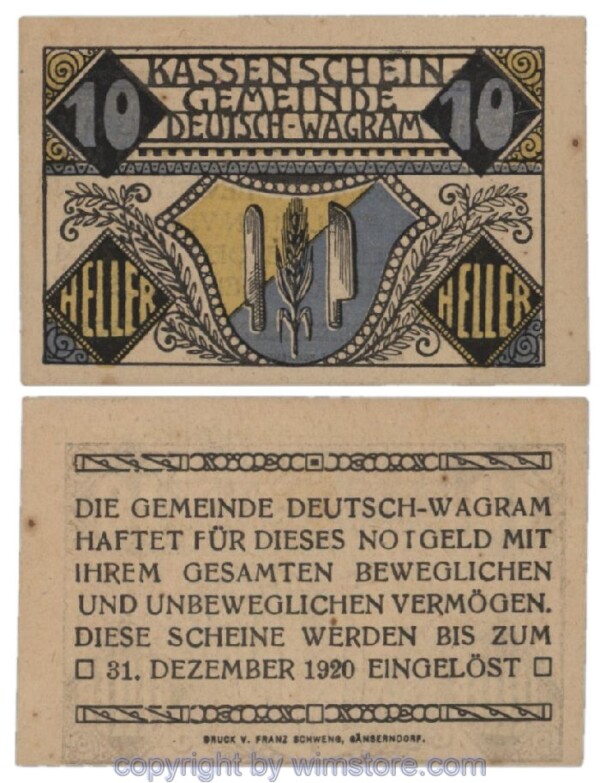 10 KASSENSCHEIN 10
GEMEINDE
DEUTSCH-WAGRAM
HELLER HELLER
DIE GEMEINDE DEUTSCH-WAGRAM
HAFTET FÜR DIESES NOTGELD MIT
IHREM GESAMTEN BEWEGLICHEN
UND UNBEWEGLICHEN VERMÖGEN.
DIESE SCHEINE WERDEN BIS ZUM
31. DEZEMBER 1920 EINGELÖST
DRUCK V. FRANZ SCHWENG, GÄNSERNDORF.
copyright by wimstore.com